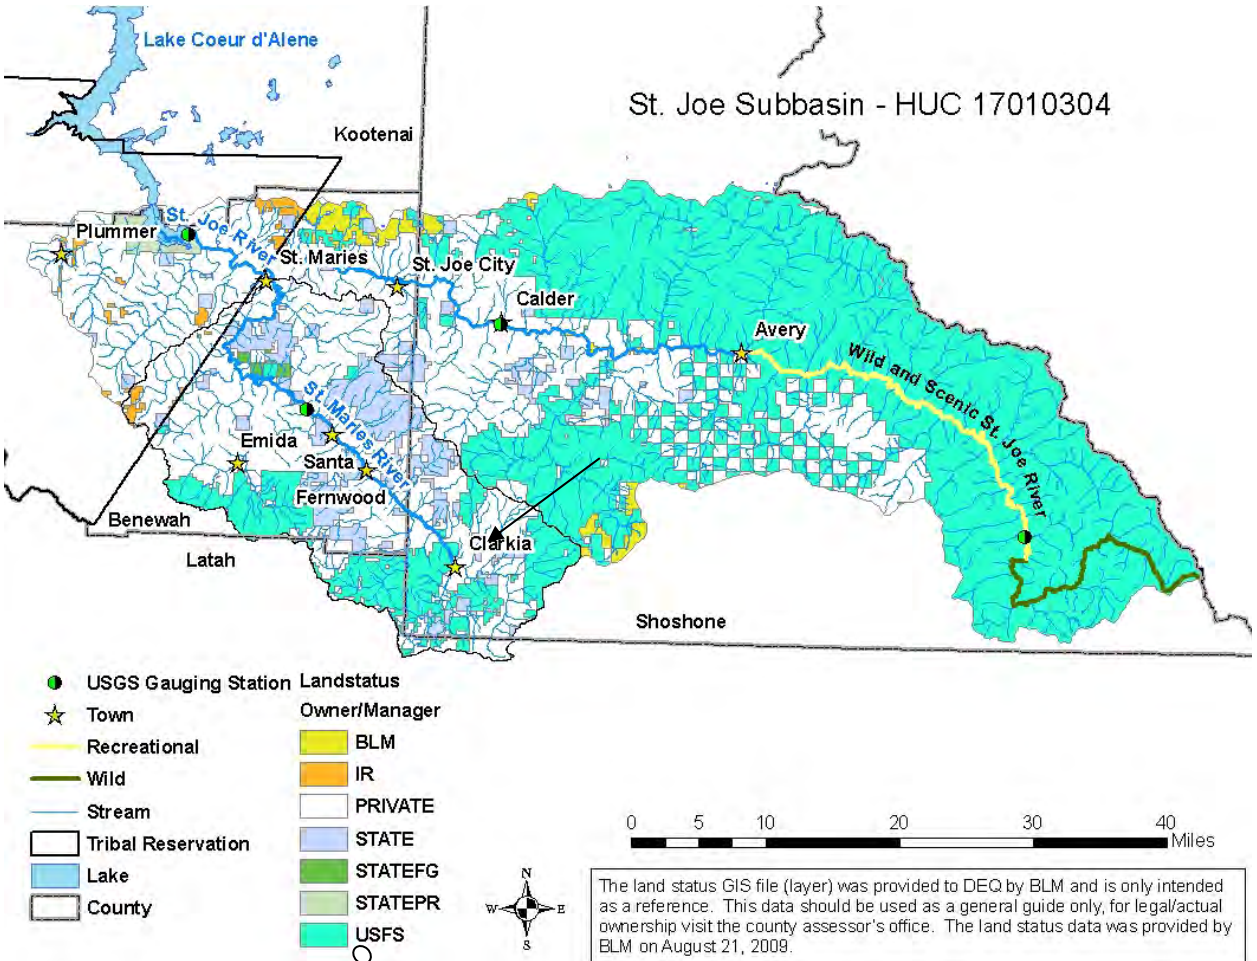 Lake Coeur d'Alene
St. Joe Subbasin - HUC 17010304
Kootenai
St. Joe River
Plummer
St. Maries
St. Joe City
Calder
Avery
Wild and Scenic St. Joe River
St. Maries River
Emida
Santa
Fernwood
Benewah
Clarkia
Latah
Shoshone
USGS Gauging Station
Town
Recreational
Wild
Stream
Tribal Reservation
Lake
County
Landstatus
Owner/Manager
BLM
IR
PRIVATE
STATE
STATEFG
STATEPR
USFS
N
W E
S
0 5 10 20 30 40
Miles
The land status GIS file (layer) was provided to DEQ by BLM and is only intended
as a reference. This data should be used as a general guide only, for legal/actual
ownership visit the county assessor's office. The land status data was provided by
BLM on August 21, 2009.